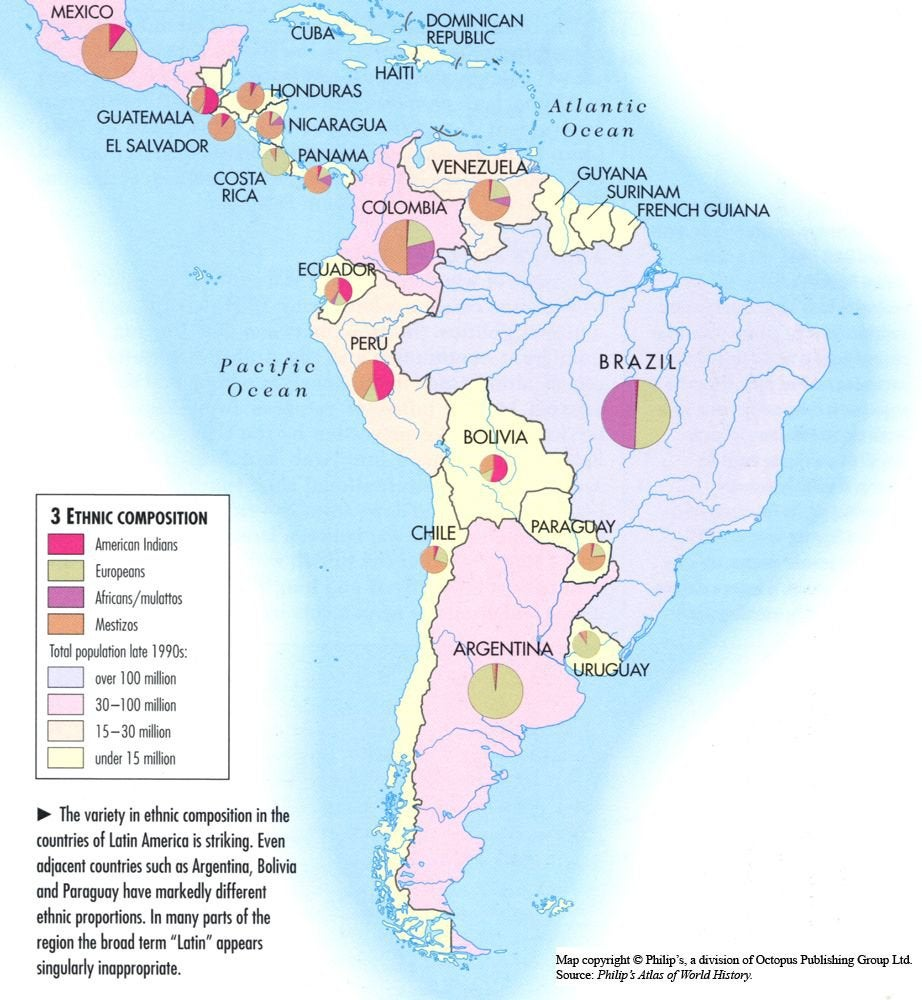 MEXICO
CUBA
DOMINICAN
REPUBLIC
HAITI
HONDURAS
GUATEMALA
NICARAGUA
EL SALVADOR
PANAMA
COSTA
RICA
Atlantic
Ocean
VENEZUELA
GUYANA
SURINAM
FRENCH GUIANA
COLOMBIA
ECUADOR
PERU
Pacific
Ocean
BRAZIL
BOLIVIA
CHILE
PARAGUAY
ARGENTINA
URUGUAY
3 ETHNIC COMPOSITION
American Indians
Europeans
Africans/mulattos
Mestizos
Total population late 1990s:
over 100 million
30–100 million
15–30 million
under 15 million
► The variety in ethnic composition in the
countries of Latin America is striking. Even
adjacent countries such as Argentina, Bolivia
and Paraguay have markedly different
ethnic proportions. In many parts of the
region the broad term “Latin” appears
singularly inappropriate.
Map copyright © Philip's, a division of Octopus Publishing Group Ltd.
Source: Philip's Atlas of World History.